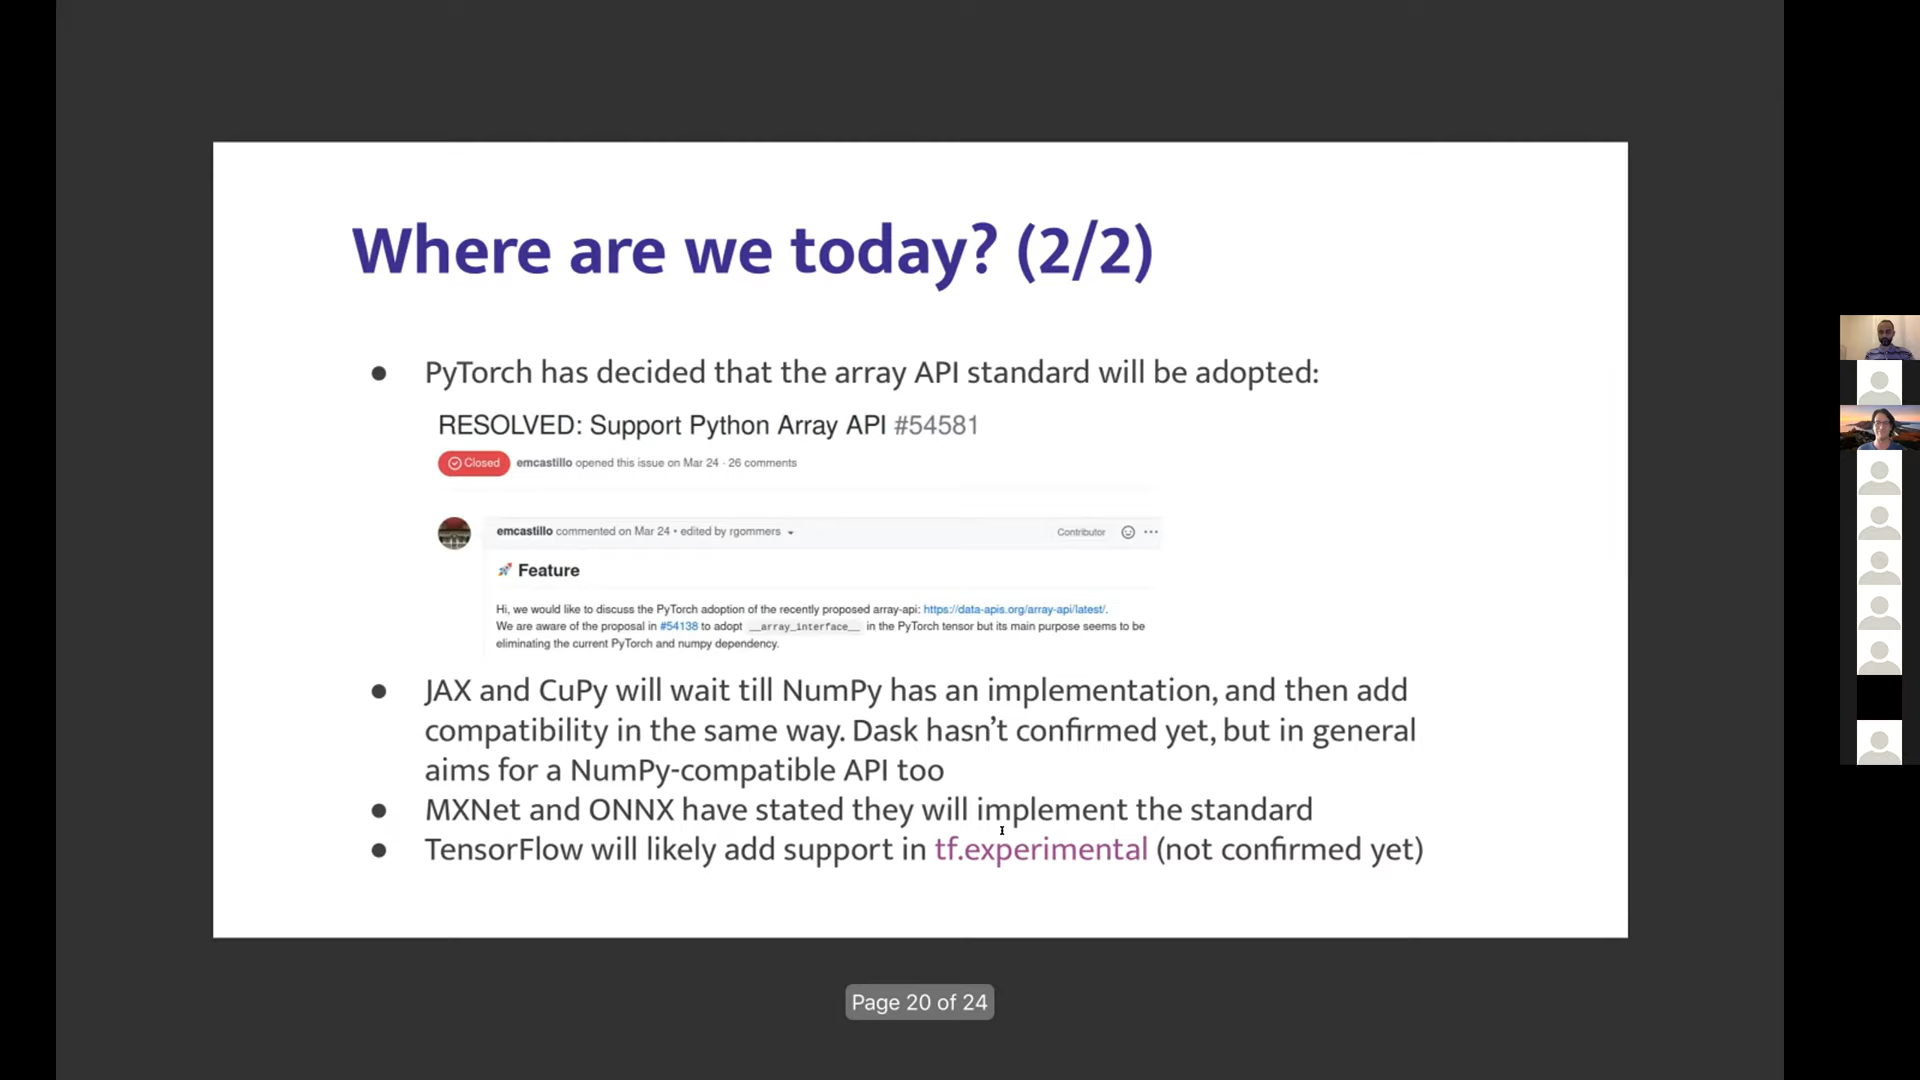 Where are we today? (2/2)
● PyTorch has decided that the array API standard will be adopted:
RESOLVED: Support Python Array API #54581
Closed emcastillo opened this issue on Mar 24 · 26 comments
emcastillo commented on Mar 24 • edited by rgommers Contributor ···
🚀 Feature
Hi, we would like to discuss the PyTorch adoption of the recently proposed array-api: https://data-apis.org/array-api/latest/.
We are aware of the proposal in #54138 to adopt __array_interface__ in the PyTorch tensor but its main purpose seems to be
eliminating the current PyTorch and numpy dependency.
● JAX and CuPy will wait till NumPy has an implementation, and then add
compatibility in the same way. Dask hasn’t confirmed yet, but in general
aims for a NumPy-compatible API too
● MXNet and ONNX have stated they will implement the standard
● TensorFlow will likely add support in tf.experimental (not confirmed yet)
Page 20 of 24